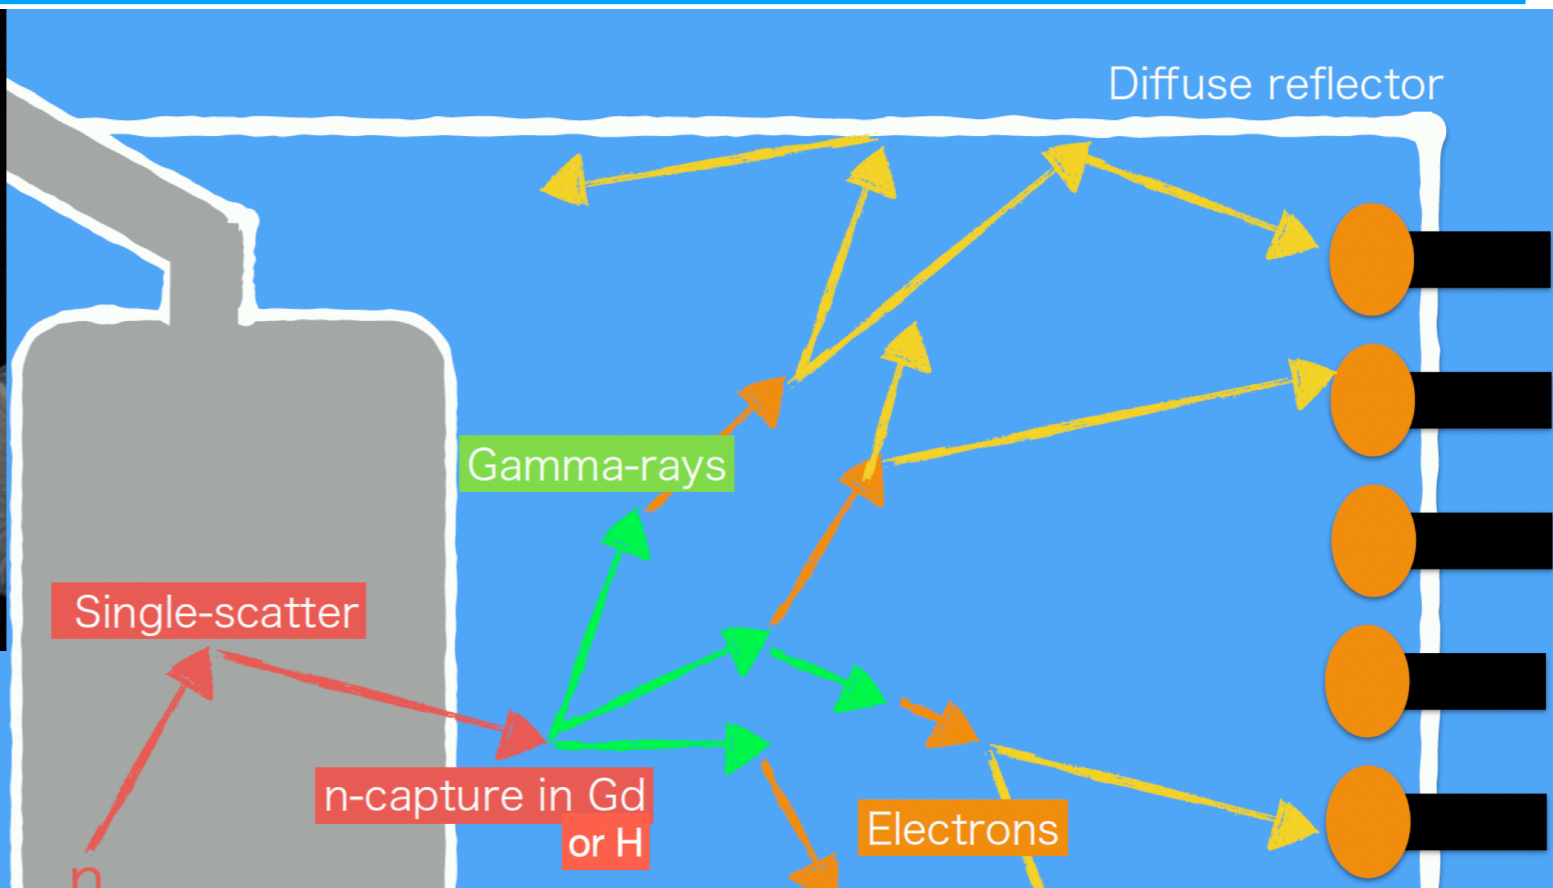 Diffuse reflector
Gamma-rays
Single-scatter
n-capture in Gd
or H
Electrons
n